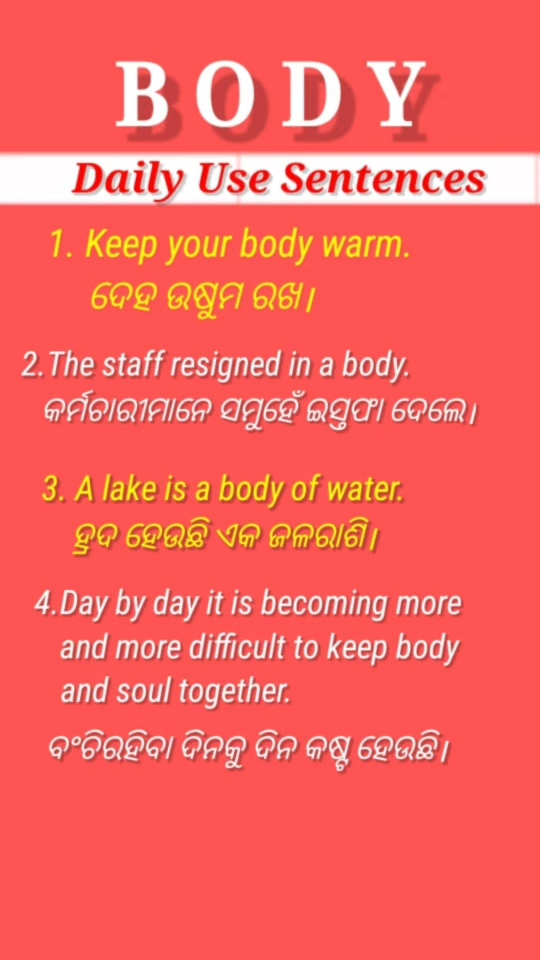 BODY
Daily Use Sentences
1. Keep your body warm.
ଦେହ ଉଷୁମ ରଖ।
2.The staff resigned in a body.
କର୍ମଚାରୀମାନେ ସମୁହେଁ ଇସ୍ତଫା ଦେଲେ।
3. A lake is a body of water.
ହ୍ରଦ ହେଉଛି ଏକ ଜଳରାଶି।
4.Day by day it is becoming more
and more difficult to keep body
and soul together.
ବଂଚିରହିବା ଦିନକୁ ଦିନ କଷ୍ଟ ହେଉଛି।